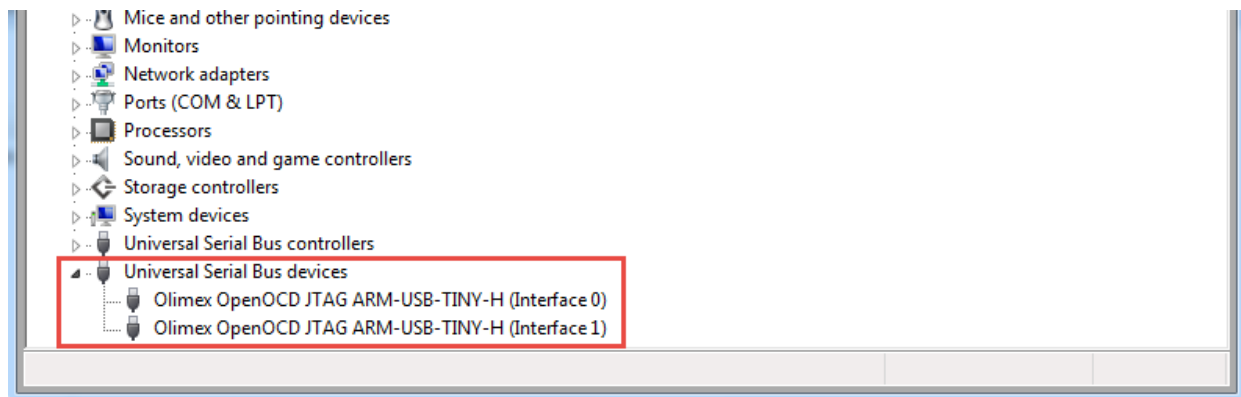 Mice and other pointing devices
Monitors
Network adapters
Ports (COM & LPT)
Processors
Sound, video and game controllers
Storage controllers
System devices
Universal Serial Bus controllers
Universal Serial Bus devices
Olimex OpenOCD JTAG ARM-USB-TINY-H (Interface 0)
Olimex OpenOCD JTAG ARM-USB-TINY-H (Interface 1)